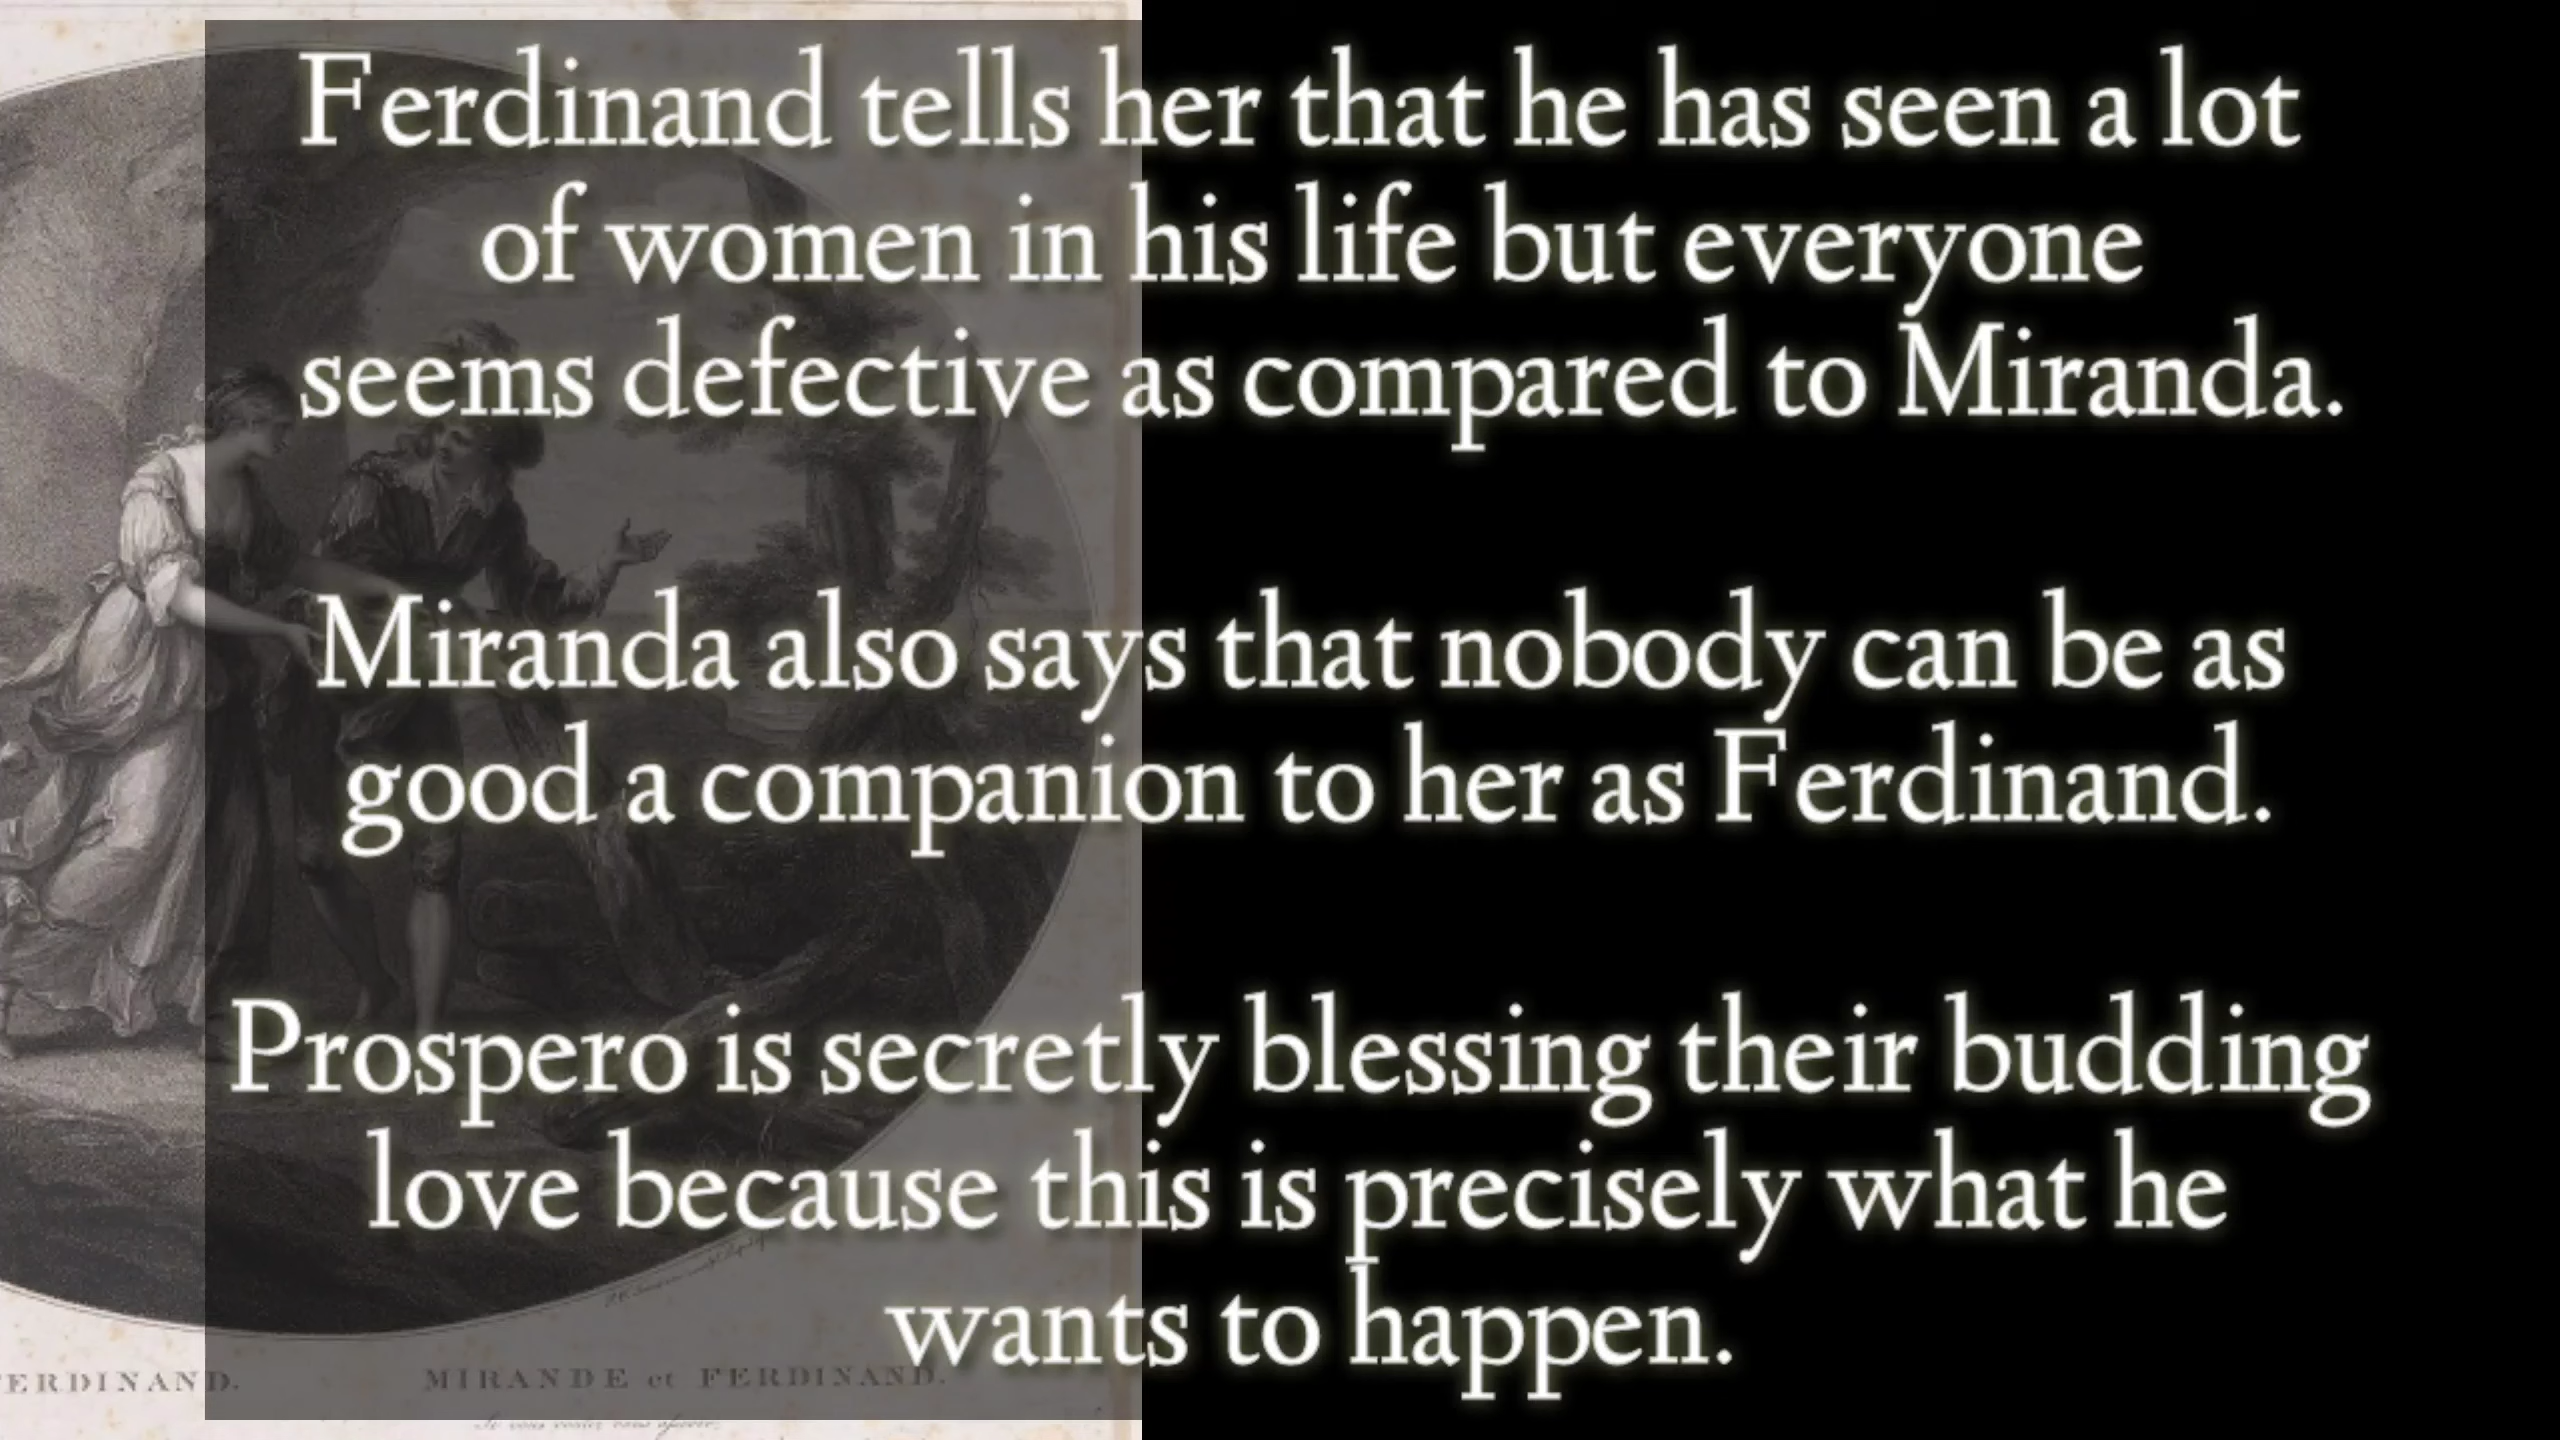 Ferdinand tells her that he has seen a lot
of women in his life but everyone
seems defective as compared to Miranda.
Miranda also says that nobody can be as
good a companion to her as Ferdinand.
Prospero is secretly blessing their budding
love because this is precisely what he
wants to happen.
ERDINAND.
MIRANDE et FERDINAND.